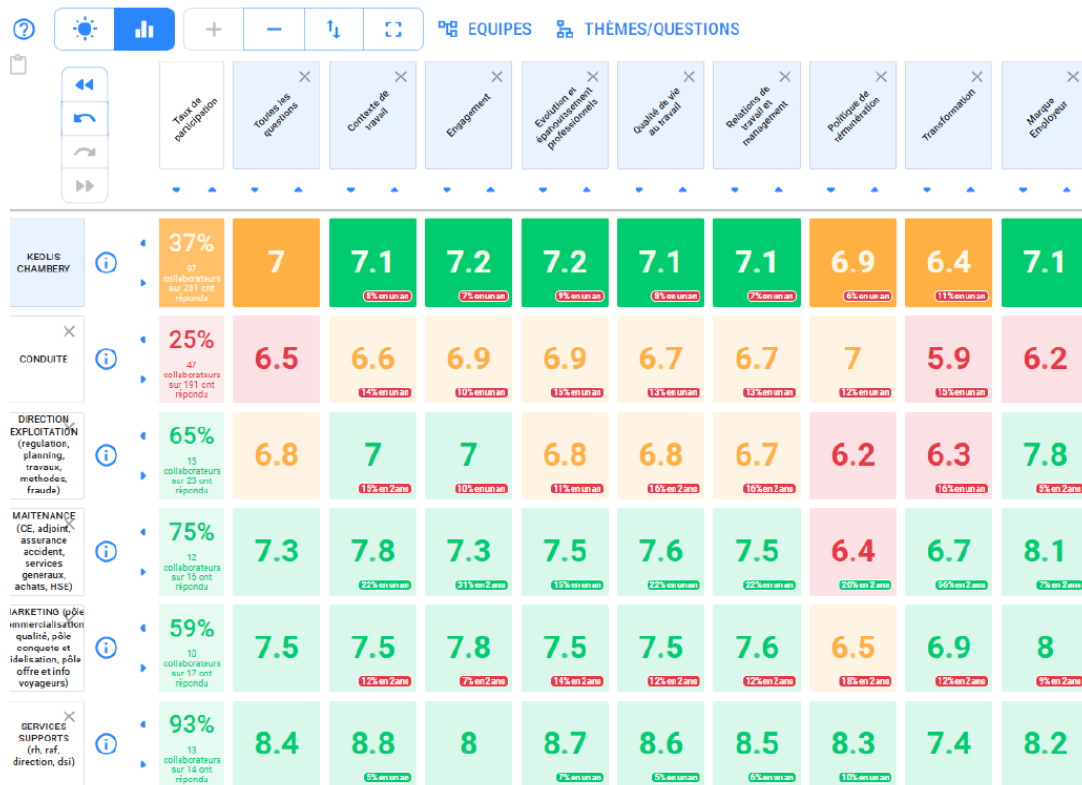 EQUIPES
THÈMES/QUESTIONS
Taux de
participation
Toutes les
questions
Contexte de
travail
Engagement
Evolution et
épanouissement
professionnels
Qualité de vie
au travail
Relations de
travail et
management
Politique de
rémunération
Transformation
Marque
Employeur
KEOLIS
CHAMBERY
37%
97
collaborateurs
sur 261 ont
répondu
7
7.1
8% en un an
7.2
7% en un an
7.2
9% en un an
7.1
8% en un an
7.1
7% en un an
6.9
6% en un an
6.4
11% en un an
7.1
CONDUITE
25%
47
collaborateurs
sur 191 ont
répondu
6.5
6.6
14% en un an
6.9
10% en un an
6.9
15% en un an
6.7
13% en un an
6.7
13% en un an
7
12% en un an
5.9
15% en un an
6.2
DIRECTION
EXPLOITATION
(regulation,
planning,
travaux,
methodes,
fraude)
65%
15
collaborateurs
sur 23 ont
répondu
6.8
7
15% en 2 ans
7
10% en un an
6.8
11% en un an
6.8
16% en 2 ans
6.7
16% en 2 ans
6.2
6.3
16% en un an
7.8
5% en 2 ans
MAITENANCE
(CE, adjoint,
assurance
accident,
services
generaux,
achats, HSE)
75%
12
collaborateurs
sur 16 ont
répondu
7.3
7.8
22% en un an
7.3
31% en 2 ans
7.5
15% en un an
7.6
22% en un an
7.5
22% en un an
6.4
20% en 2 ans
6.7
56% en 2 ans
8.1
7% en 2 ans
IARKETING (pôle
ommercialisation
qualité, pôle
conquete et
idelisation, pôle
offre et info
voyageurs)
59%
10
collaborateurs
sur 17 ont
répondu
7.5
7.5
12% en 2 ans
7.8
7% en 2 ans
7.5
14% en 2 ans
7.5
12% en 2 ans
7.6
12% en 2 ans
6.5
18% en 2 ans
6.9
12% en 2 ans
8
9% en 2 ans
SERVICES
SUPPORTS
(rh, raf,
direction, dsi)
93%
13
collaborateurs
sur 14 ont
répondu
8.4
8.8
5% en un an
8
8.7
7% en un an
8.6
5% en un an
8.5
6% en un an
8.3
10% en un an
7.4
8.2